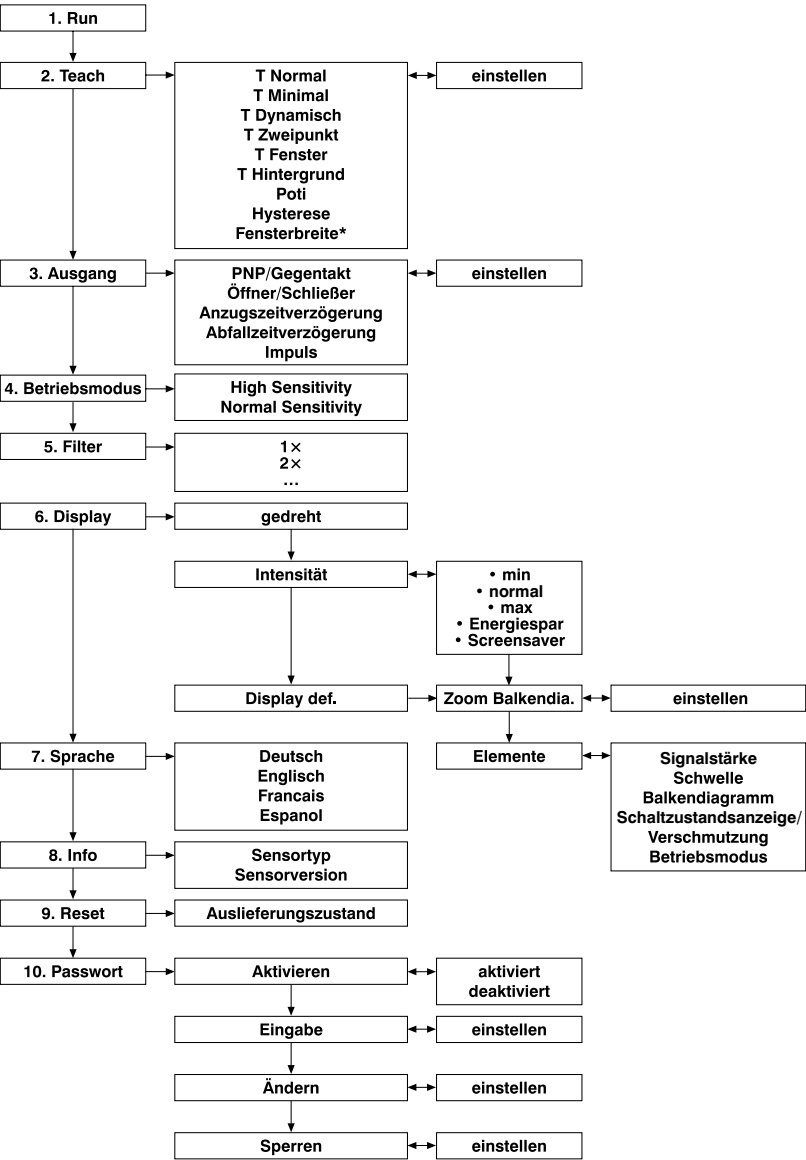 1. Run
2. Teach
T Normal
T Minimal
T Dynamisch
T Zweipunkt
T Fenster
T Hintergrund
Poti
Hysterese
Fensterbreite*
einstellen
3. Ausgang
PNP/Gegentakt
Öffner/Schließer
Anzugszeitverzögerung
Abfallzeitverzögerung
Impuls
einstellen
4. Betriebsmodus
High Sensitivity
Normal Sensitivity
5. Filter
1×
2×
...
6. Display
gedreht
Intensität
• min
• normal
• max
• Energiespar
• Screensaver
Display def.
Zoom Balkendia.
einstellen
Elemente
Signalstärke
Schwelle
Balkendiagramm
Schaltzustandsanzeige/
Verschmutzung
Betriebsmodus
7. Sprache
Deutsch
Englisch
Francais
Espanol
8. Info
Sensortyp
Sensorversion
9. Reset
Auslieferungszustand
10. Passwort
Aktivieren
aktiviert
deaktiviert
Eingabe
einstellen
Ändern
einstellen
Sperren
einstellen